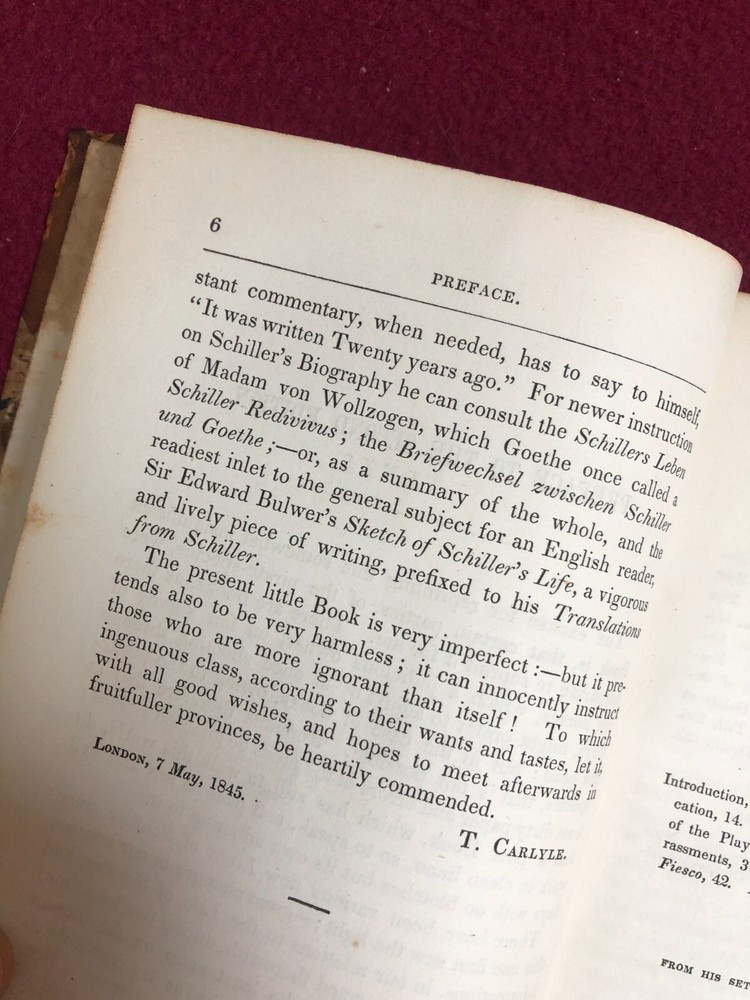 6
PREFACE.
stant commentary, when needed, has to say to himself,
“It was written Twenty years ago.” For newer instruction
on Schiller's Biography he can consult the Schillers Leben
of Madam von Wollzogen, which Goethe once called a
Schiller Redivivus; the Briefwechsel zwischen Schiller
und Goethe;—or, as a summary of the whole, and the
readiest inlet to the general subject for an English reader,
Sir Edward Bulwer's Sketch of Schiller's Life, a vigorous
and lively piece of writing, prefixed to his Translations
from Schiller.
The present little Book is very imperfect:—but it pre-
tends also to be very harmless; it can innocently instruct
those who are more ignorant than itself! To which
ingenuous class, according to their wants and tastes, let it,
with all good wishes, and hopes to meet afterwards in
fruitfuller provinces, be heartily commended.
T. CARLYLE.
LONDON, 7 May, 1845.
Introduction,
cation, 14.
of the Play
rassments, 3
Fiesco, 42.
FROM HIS SET